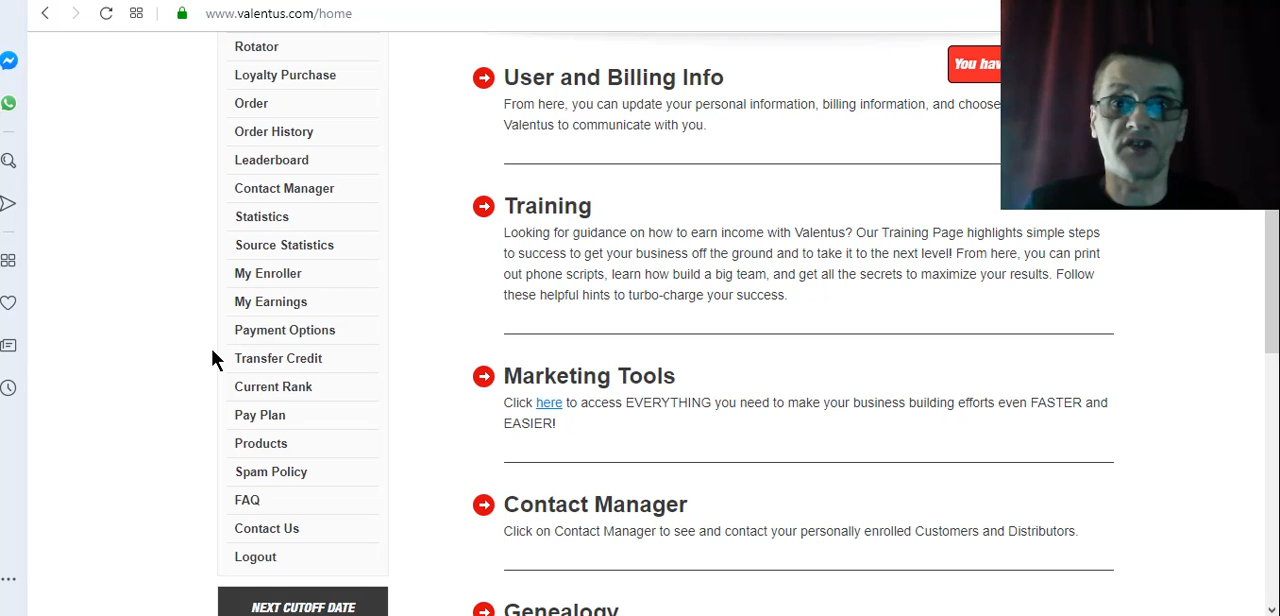 www.valentus.com/home
Rotator
Loyalty Purchase
Order
Order History
Leaderboard
Contact Manager
Statistics
Source Statistics
My Enroller
My Earnings
Payment Options
Transfer Credit
Current Rank
Pay Plan
Products
Spam Policy
FAQ
Contact Us
Logout
NEXT CUTOFF DATE
You hav
User and Billing Info
From here, you can update your personal information, billing information, and choose
Valentus to communicate with you.
Training
Looking for guidance on how to earn income with Valentus? Our Training Page highlights simple steps
to success to get your business off the ground and to take it to the next level! From here, you can print
out phone scripts, learn how build a big team, and get all the secrets to maximize your results. Follow
these helpful hints to turbo-charge your success.
Marketing Tools
Click here to access EVERYTHING you need to make your business building efforts even FASTER and
EASIER!
Contact Manager
Click on Contact Manager to see and contact your personally enrolled Customers and Distributors.
Genealogy